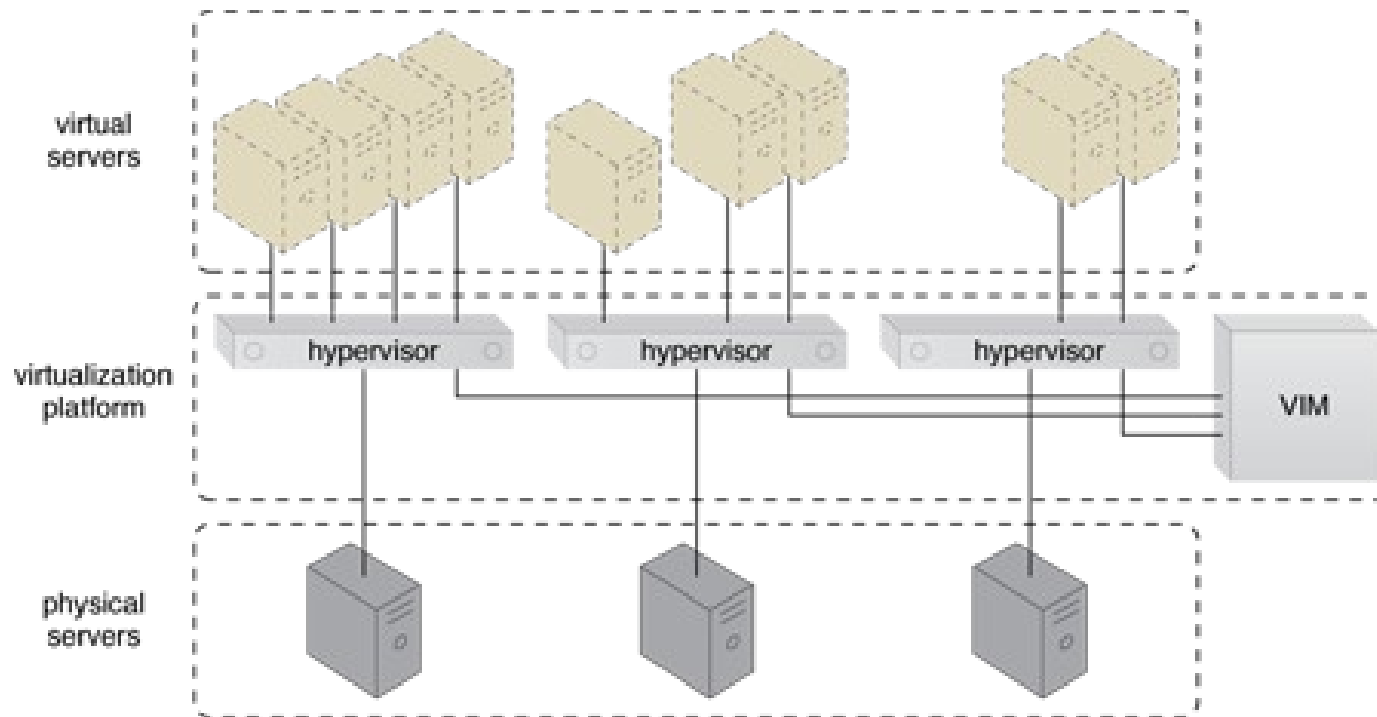 virtual
servers
hypervisor
hypervisor
hypervisor
virtualization
platform
VIM
physical
servers